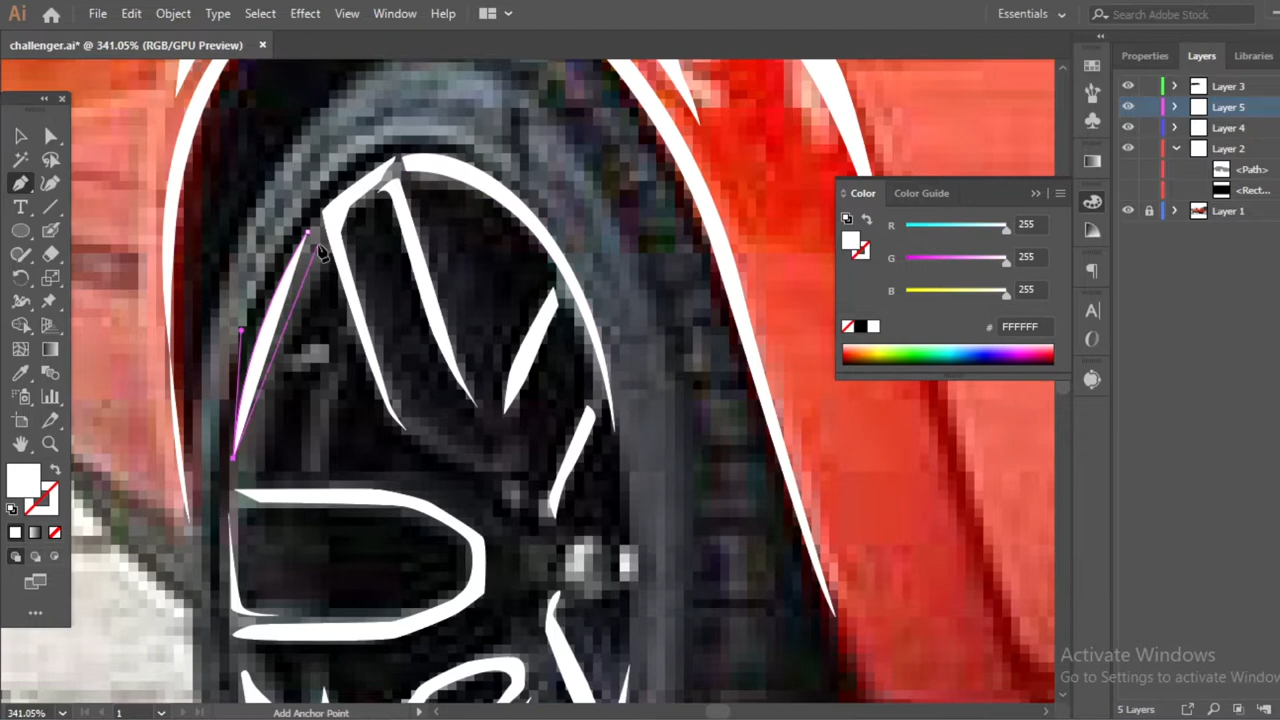 Ai File Edit Object Type Select Effect View Window Help Essentials Search Adobe Stock
challenger.ai* @ 341.05% (RGB/GPU Preview)
Properties Layers Libraries
Layer 3
Layer 5
Layer 4
Layer 2
<Path>
<Rect...
Layer 1
Color Color Guide
R 255
G 255
B 255
# FFFFFF
Activate Windows
Go to Settings to activate Window
341.05% 1 Add Anchor Point 5 Layers